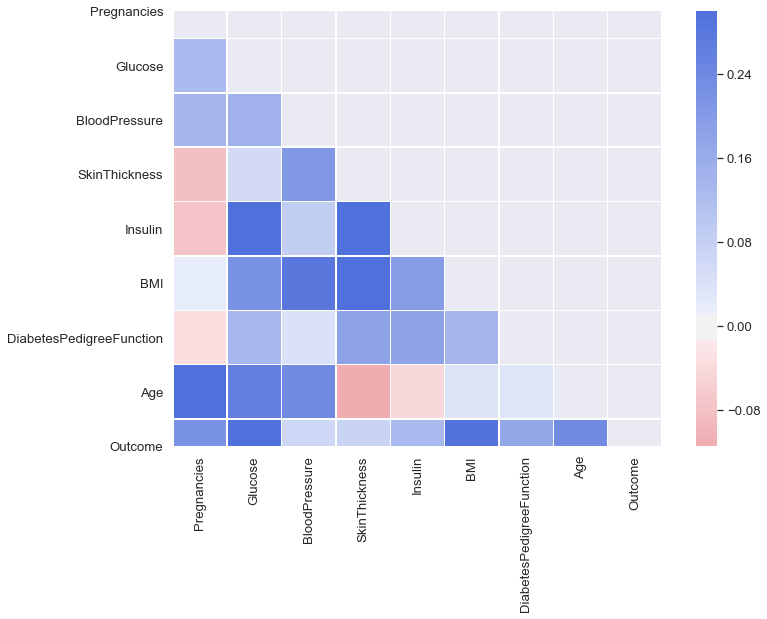 Pregnancies
Glucose
BloodPressure
SkinThickness
Insulin
BMI
DiabetesPedigreeFunction
Age
Outcome
Pregnancies
Glucose
BloodPressure
SkinThickness
Insulin
BMI
DiabetesPedigreeFunction
Age
Outcome
0.24
0.16
0.08
0.00
−0.08